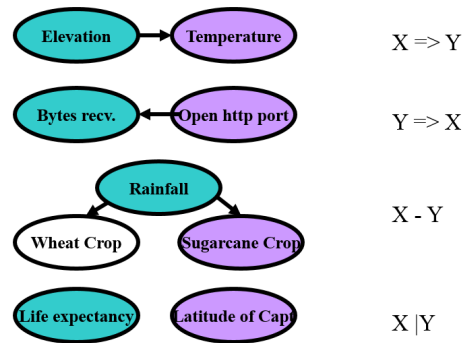 Elevation Temperature X => Y
Bytes recv. Open http port Y => X
Rainfall
X - Y
Wheat Crop Sugarcane Crop
Life expectancy Latitude of Capt X |Y